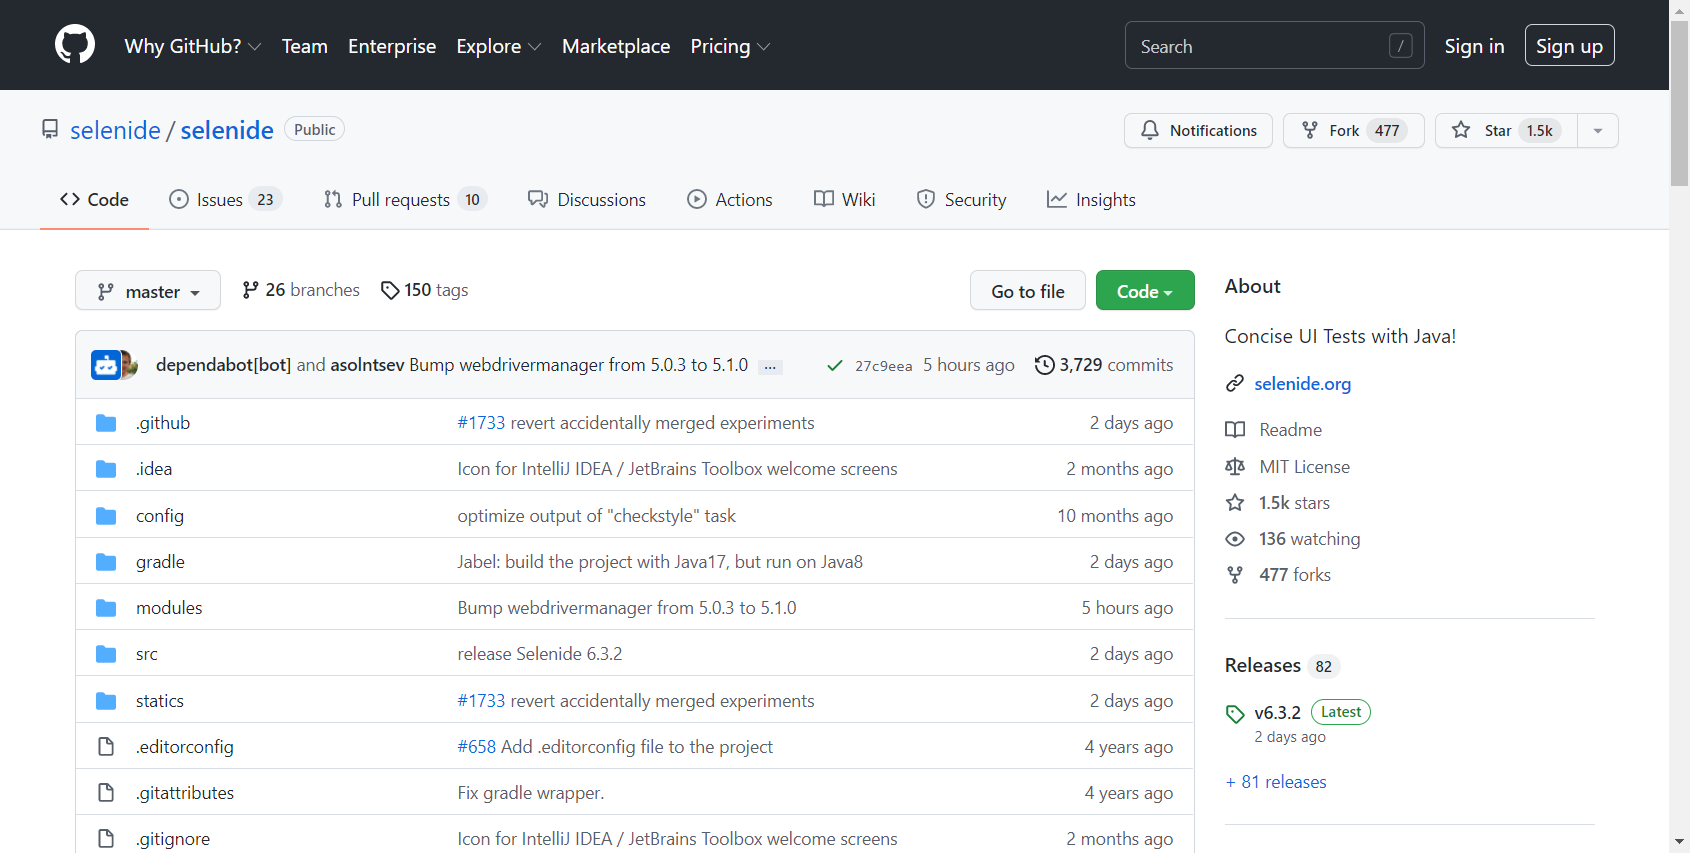 Why GitHub? Team Enterprise Explore Marketplace Pricing Search / Sign in Sign up
selenide / selenide Public Notifications Fork 477 Star 1.5k
Code Issues 23 Pull requests 10 Discussions Actions Wiki Security Insights
master 26 branches 150 tags Go to file Code
dependabot[bot] and asolntsev Bump webdrivermanager from 5.0.3 to 5.1.0 ... 27c9eea 5 hours ago 3,729 commits
.github #1733 revert accidentally merged experiments 2 days ago
.idea Icon for IntelliJ IDEA / JetBrains Toolbox welcome screens 2 months ago
config optimize output of "checkstyle" task 10 months ago
gradle Jabel: build the project with Java17, but run on Java8 2 days ago
modules Bump webdrivermanager from 5.0.3 to 5.1.0 5 hours ago
src release Selenide 6.3.2 2 days ago
statics #1733 revert accidentally merged experiments 2 days ago
.editorconfig #658 Add .editorconfig file to the project 4 years ago
.gitattributes Fix gradle wrapper. 4 years ago
.gitignore Icon for IntelliJ IDEA / JetBrains Toolbox welcome screens 2 months ago
About
Concise UI Tests with Java!
selenide.org
Readme
MIT License
1.5k stars
136 watching
477 forks
Releases 82
v6.3.2 Latest
2 days ago
+ 81 releases